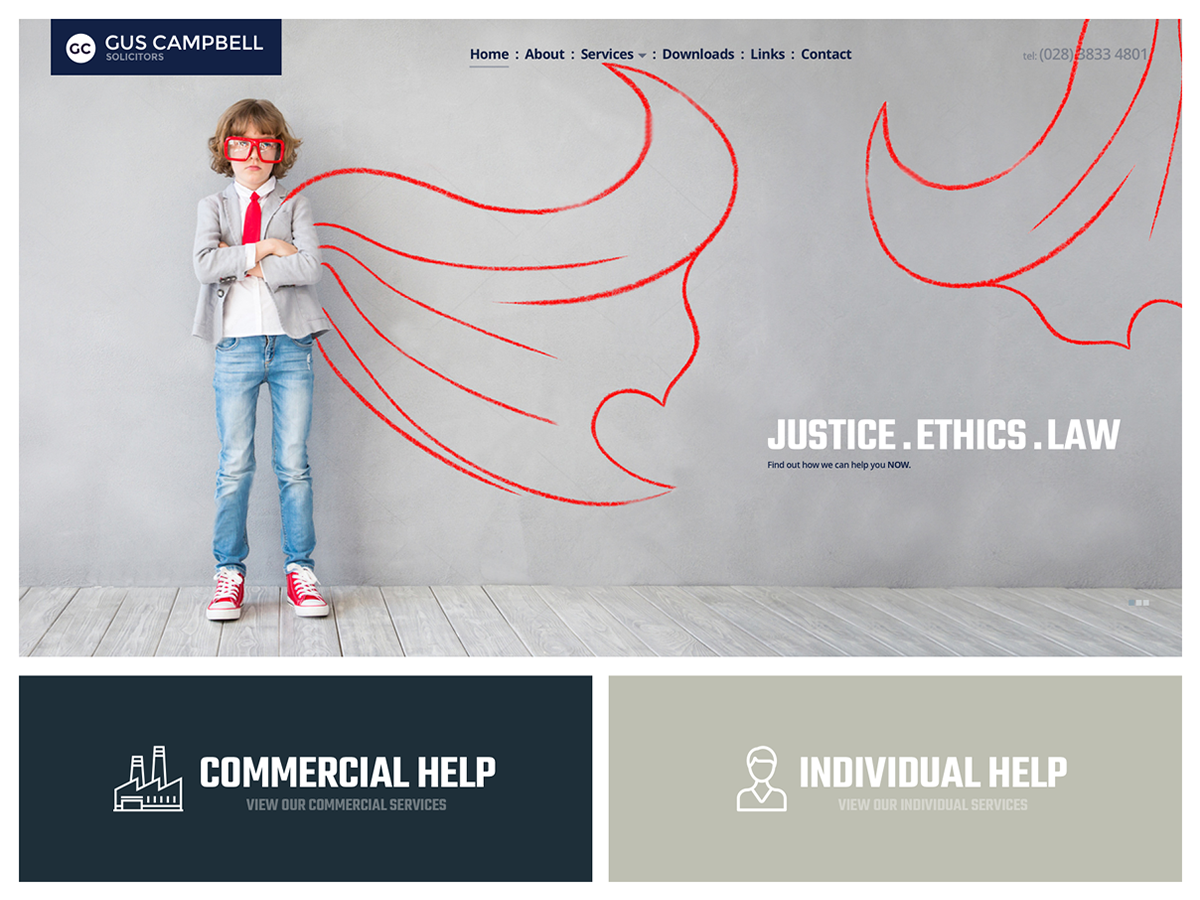 GC GUS CAMPBELL
SOLICITORS
Home : About : Services : Downloads : Links : Contact
tel: (028) 3833 4801
JUSTICE . ETHICS . LAW
Find out how we can help you NOW.
COMMERCIAL HELP
VIEW OUR COMMERCIAL SERVICES
INDIVIDUAL HELP
VIEW OUR INDIVIDUAL SERVICES